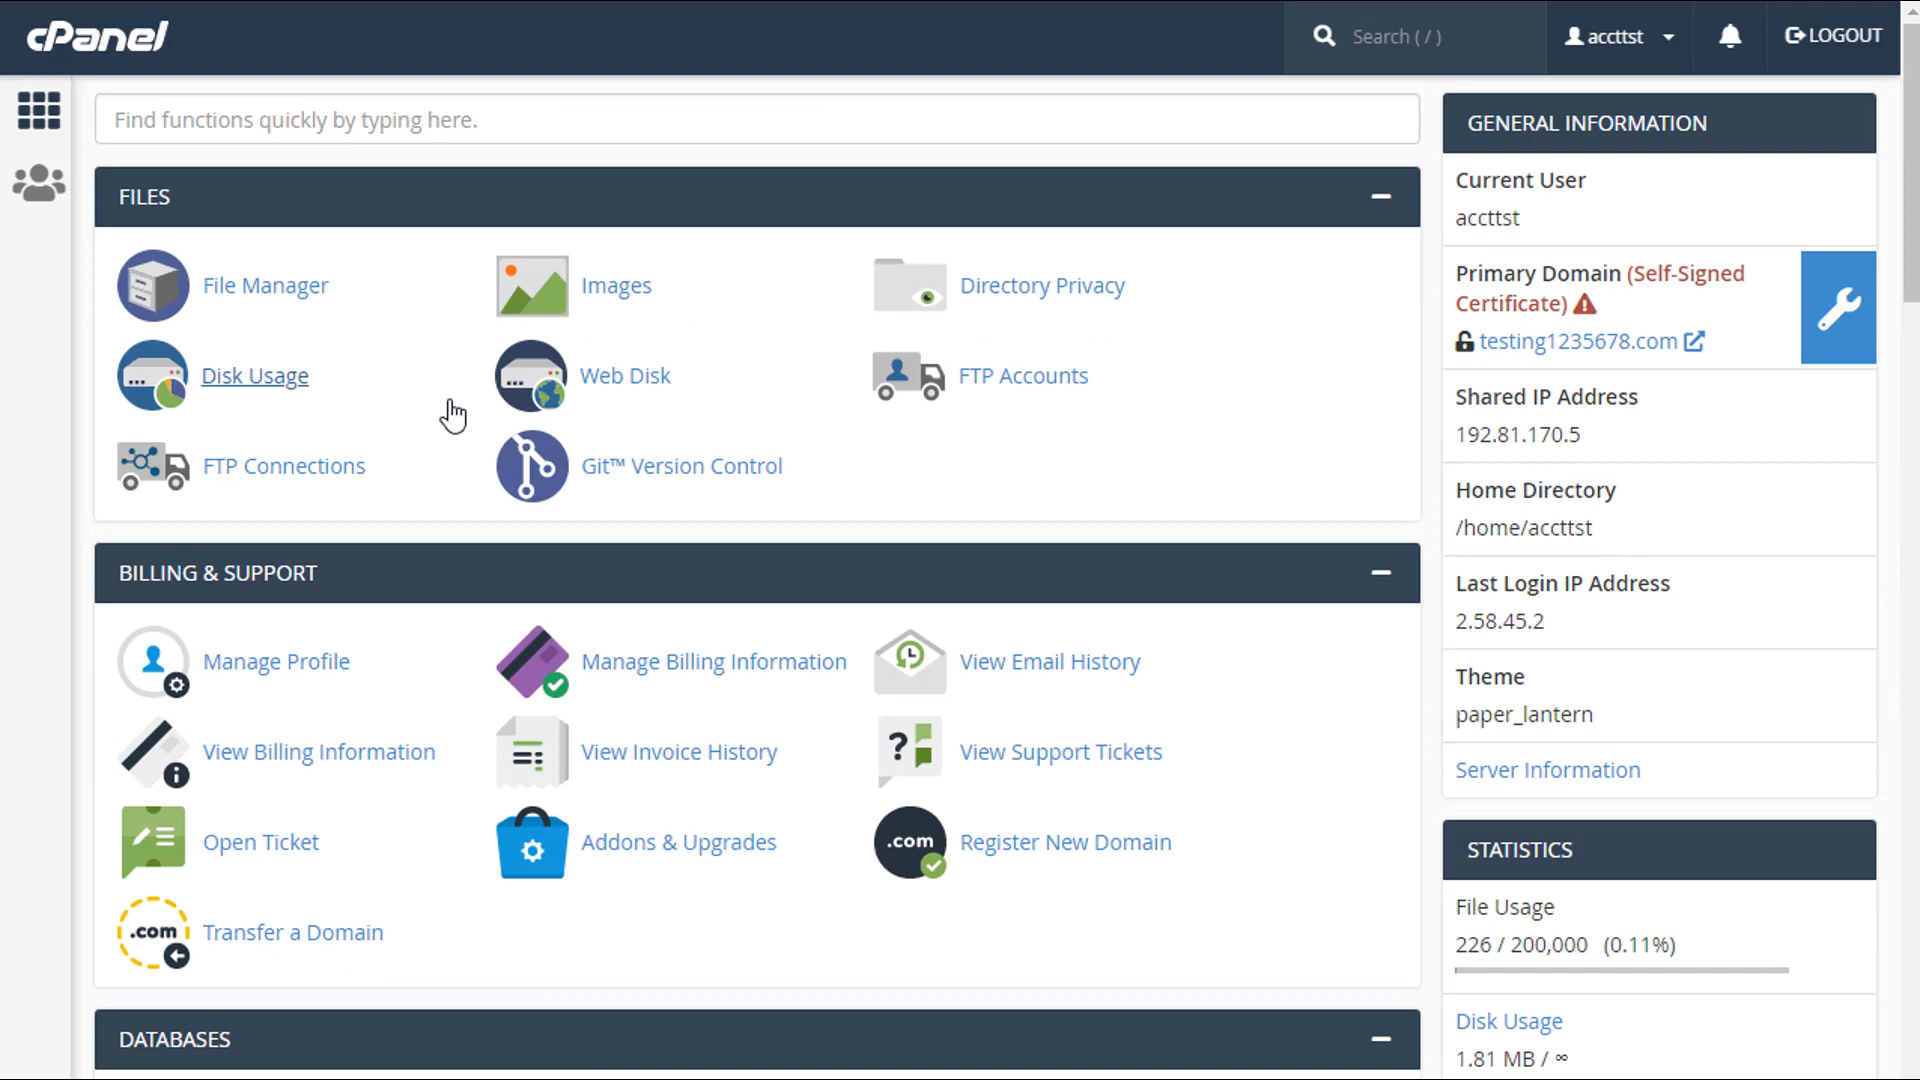 cPanel
Search ( / )
accttst
LOGOUT
Find functions quickly by typing here.
FILES
File Manager
Images
Directory Privacy
Disk Usage
Web Disk
FTP Accounts
FTP Connections
Git™ Version Control
BILLING & SUPPORT
Manage Profile
Manage Billing Information
View Email History
View Billing Information
View Invoice History
? 
View Support Tickets
Open Ticket
Addons & Upgrades
.com
Register New Domain
.com
Transfer a Domain
DATABASES
GENERAL INFORMATION
Current User
accttst
Primary Domain (Self-Signed
Certificate)
testing1235678.com
Shared IP Address
192.81.170.5
Home Directory
/home/accttst
Last Login IP Address
2.58.45.2
Theme
paper_lantern
Server Information
STATISTICS
File Usage
226 / 200,000 (0.11%)
Disk Usage
1.81 MB / ∞